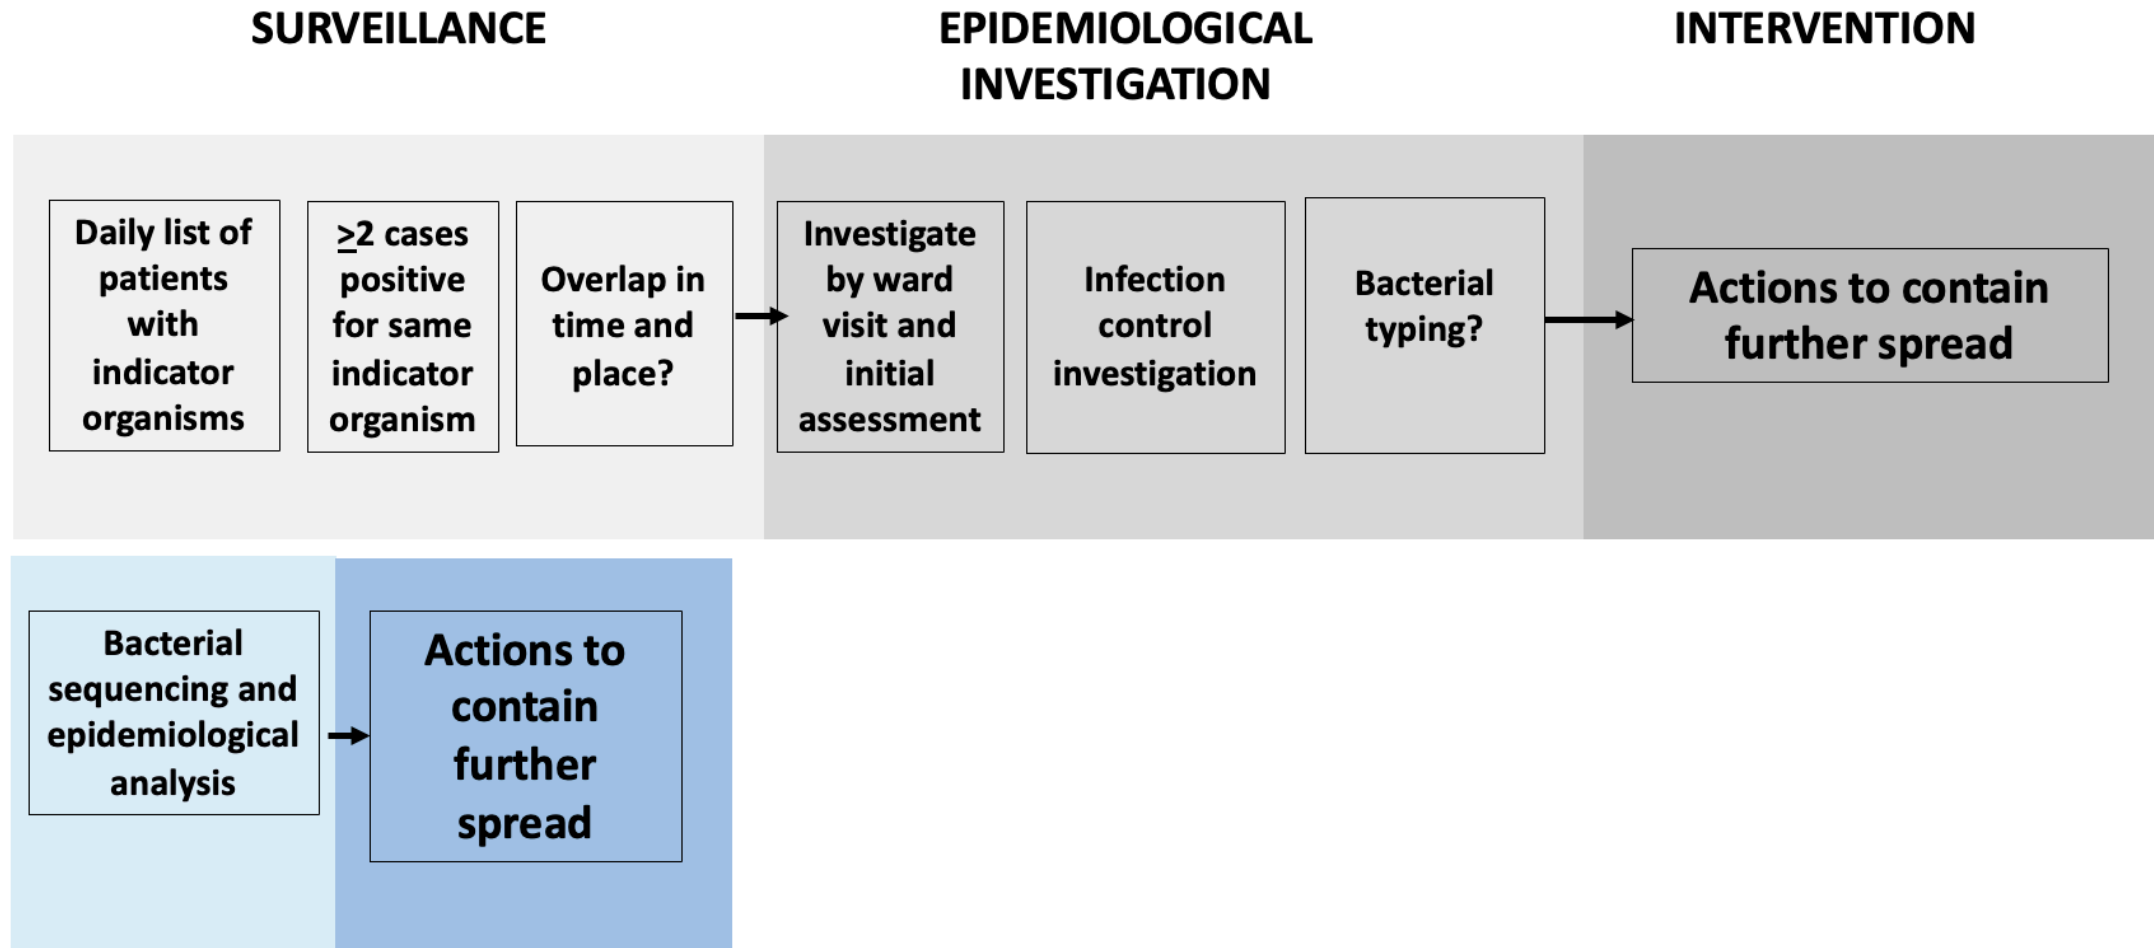 SURVEILLANCE
EPIDEMIOLOGICAL
INVESTIGATION
INTERVENTION
Daily list of
patients
with
indicator
organisms
≥2 cases
positive
for same
indicator
organism
Overlap in
time and
place?
Investigate
by ward
visit and
initial
assessment
Infection
control
investigation
Bacterial
typing?
Actions to contain
further spread
Bacterial
sequencing and
epidemiological
analysis
Actions to
contain
further
spread